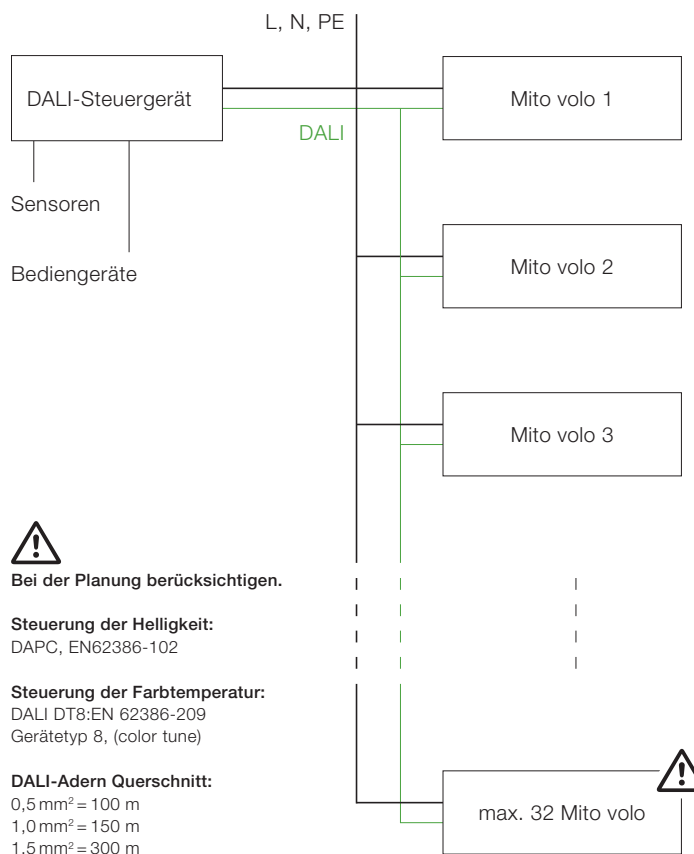 L, N, PE
DALI-Steuergerät
Mito volo 1
DALI
Sensoren
Bediengeräte
Mito volo 2
Mito volo 3
Bei der Planung berücksichtigen.
Steuerung der Helligkeit:
DAPC, EN62386-102
Steuerung der Farbtemperatur:
DALI DT8:EN 62386-209
Gerätetyp 8, (color tune)
DALI-Adern Querschnitt:
0,5 mm² = 100 m
1,0 mm² = 150 m
1,5 mm² = 300 m
max. 32 Mito volo